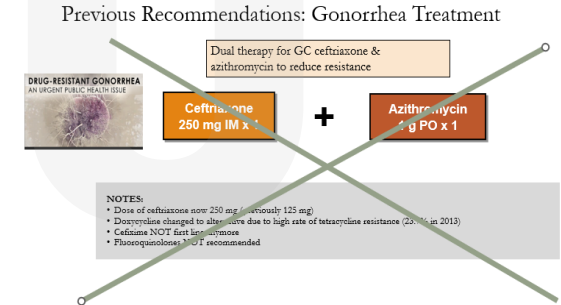 Previous Recommendations: Gonorrhea Treatment
Dual therapy for GC ceftriaxone &
azithromycin to reduce resistance
DRUG-RESISTANT GONORRHEA
AN URGENT PUBLIC HEALTH ISSUE
Ceftriaxone
250 mg IM x 1
+
Azithromycin
1 g PO x 1
NOTES:
• Dose of ceftriaxone now 250 mg (previously 125 mg)
• Doxycycline changed to alternative due to high rate of tetracycline resistance (23. in 2013)
• Cefixime NOT first line anymore
• Fluoroquinolones NOT recommended